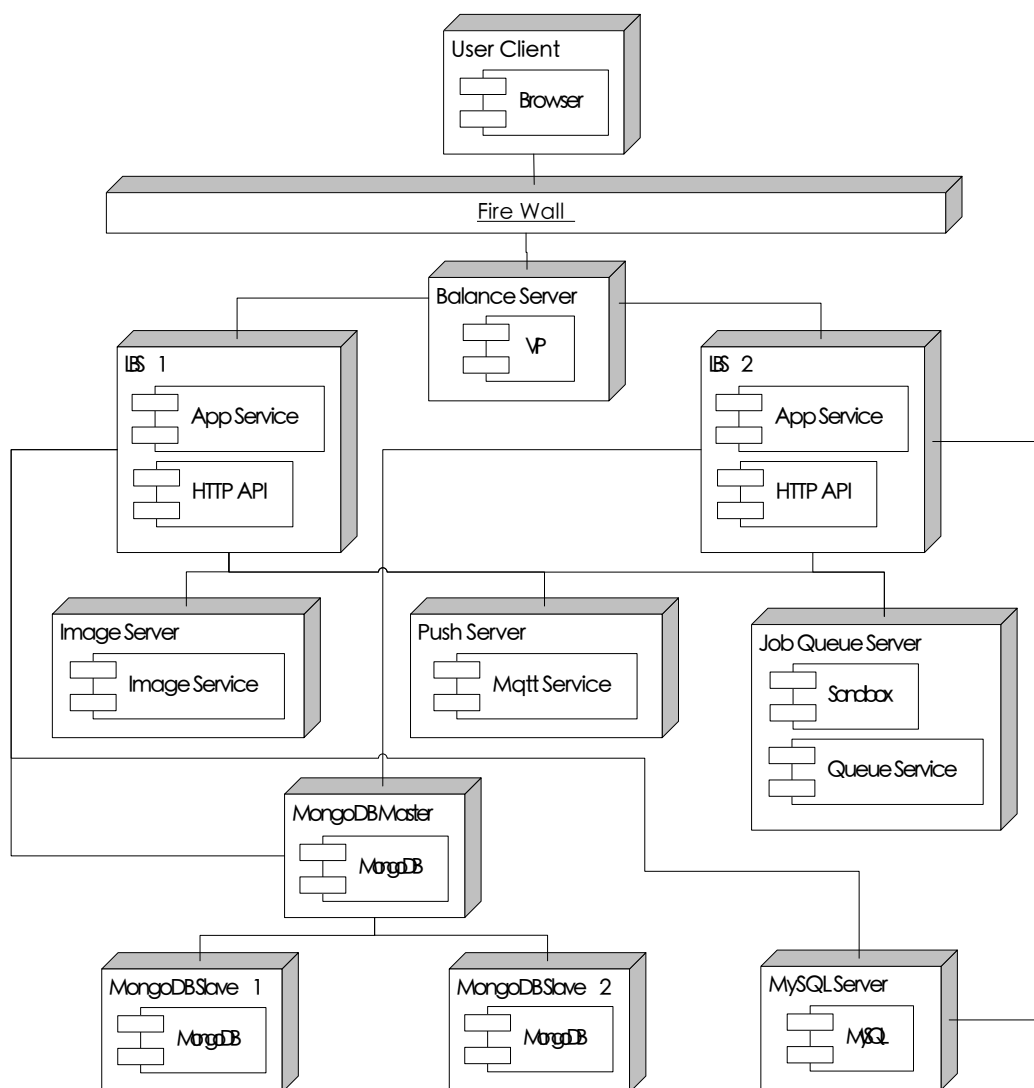 User Client
Browser
Fire Wall
Balance Server
VIP
LBS 1
App Service
HTTP API
LBS 2
App Service
HTTP API
Image Server
Image Service
Push Server
Mqtt Service
Job Queue Server
Sandbox
Queue Service
MongoDB Master
MongoDB
MongoDB Slave 1
MongoDB
MongoDB Slave 2
MongoDB
MySQL Server
MySQL